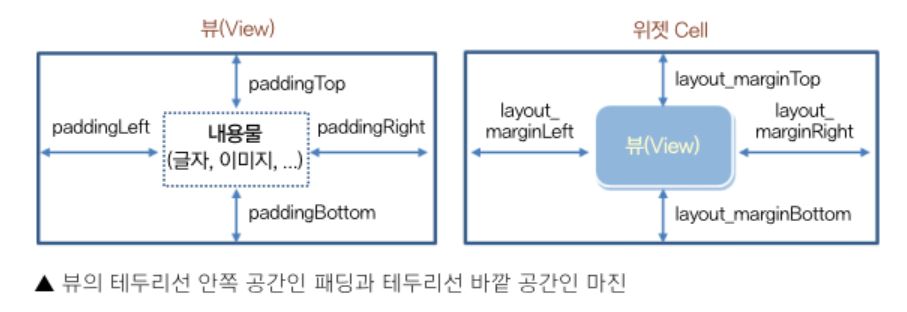 뷰(View)
paddingTop
paddingLeft
내용물
(글자, 이미지, ...)
paddingRight
paddingBottom
위젯 Cell
layout_marginTop
layout_
marginLeft
뷰(View)
layout_
marginRight
layout_marginBottom
▲ 뷰의 테두리선 안쪽 공간인 패딩과 테두리선 바깥 공간인 마진